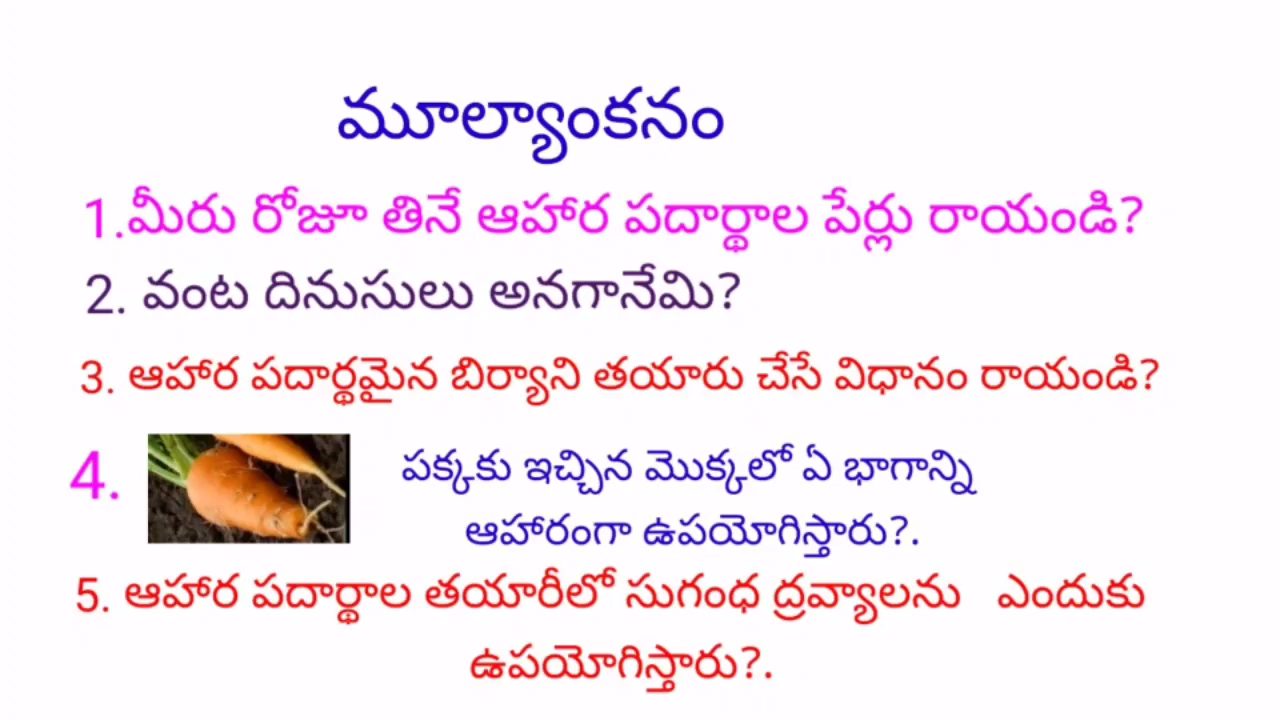 మూల్యాంకనం
1.మీరు రోజూ తినే ఆహార పదార్థాల పేర్లు రాయండి?
2. వంట దినుసులు అనగానేమి?
3. ఆహార పదార్థమైన బిర్యాని తయారు చేసే విధానం రాయండి?
4. పక్కకు ఇచ్చిన మొక్కలో ఏ భాగాన్ని
ఆహారంగా ఉపయోగిస్తారు?.
5. ఆహార పదార్థాల తయారీలో సుగంధ ద్రవ్యాలను ఎందుకు
ఉపయోగిస్తారు?.